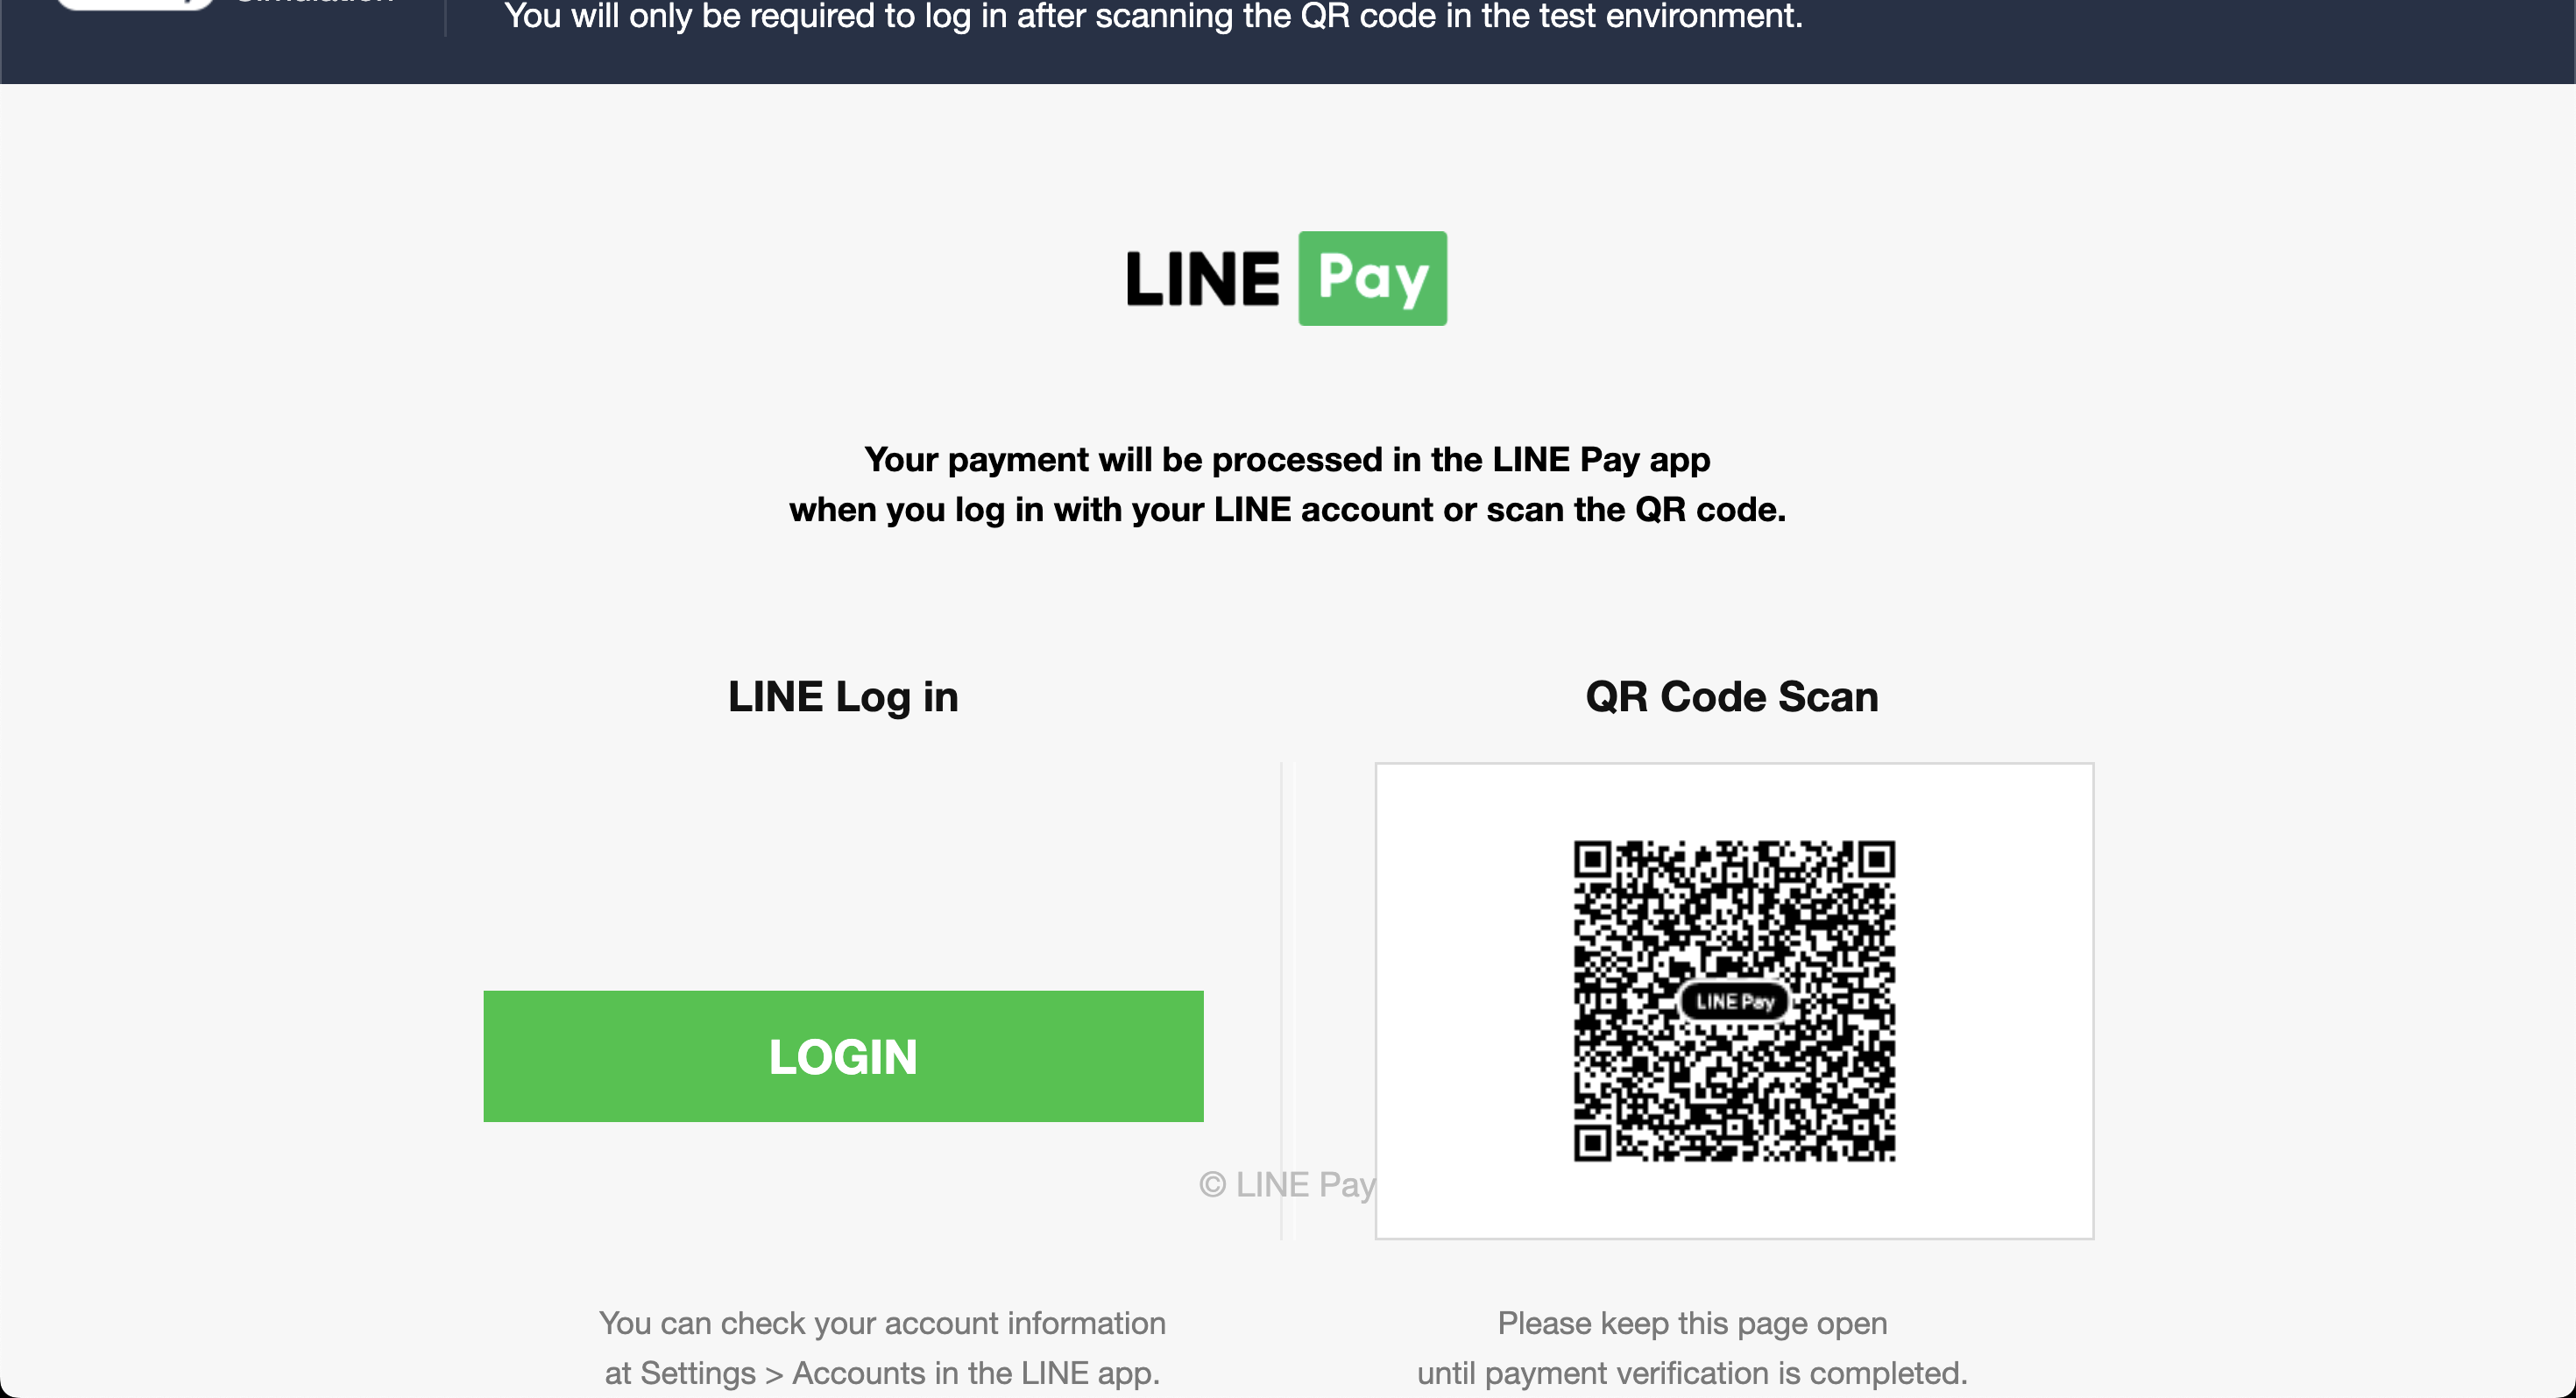 You will only be required to log in after scanning the QR code in the test environment.
LINE Pay
Your payment will be processed in the LINE Pay app
when you log in with your LINE account or scan the QR code.
LINE Log in
LOGIN
You can check your account information
at Settings > Accounts in the LINE app.
QR Code Scan
LINE Pay
Please keep this page open
until payment verification is completed.
© LINE Pay